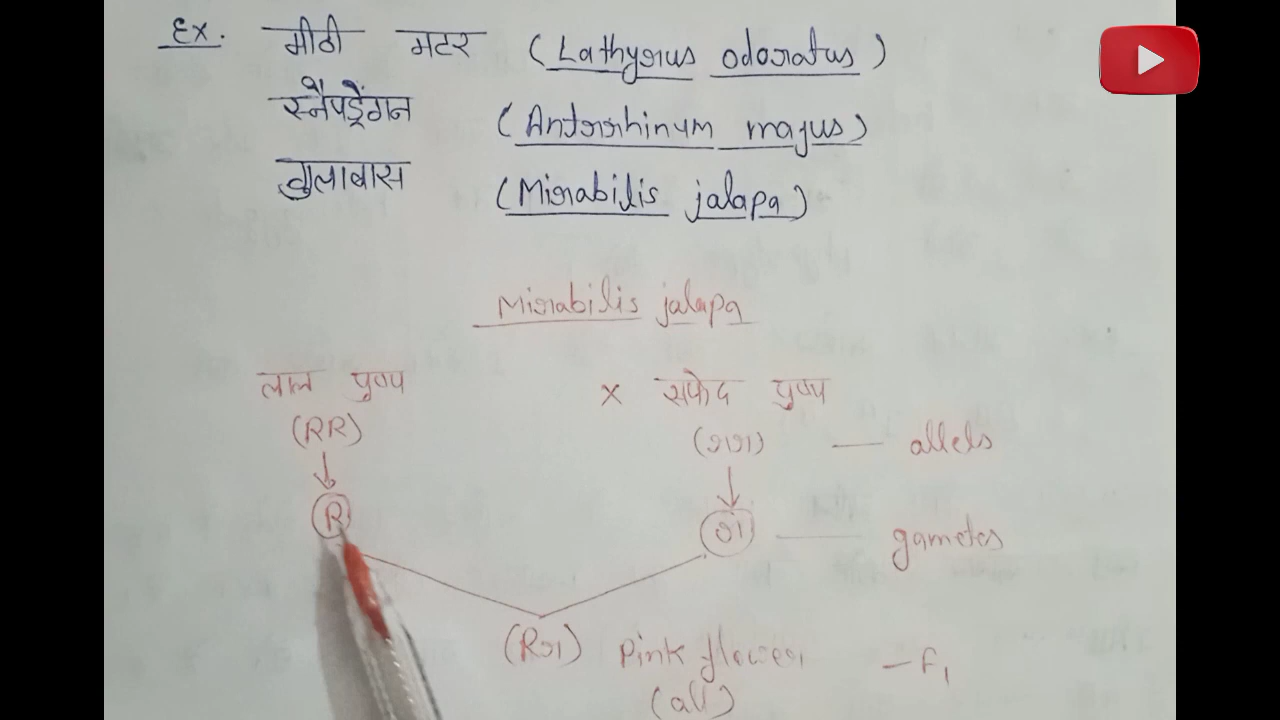 Ex. मीठी मटर (Lathyrus odoratus)
स्नैपड्रेगन (Antirrhinum majus)
गुलाबास (Mirabilis jalapa)
Mirabilis jalapa
लाल पुष्प × सफेद पुष्प
(RR) (rr) — allels
R r — gametes
(Rr) Pink flower — F₁
(all)